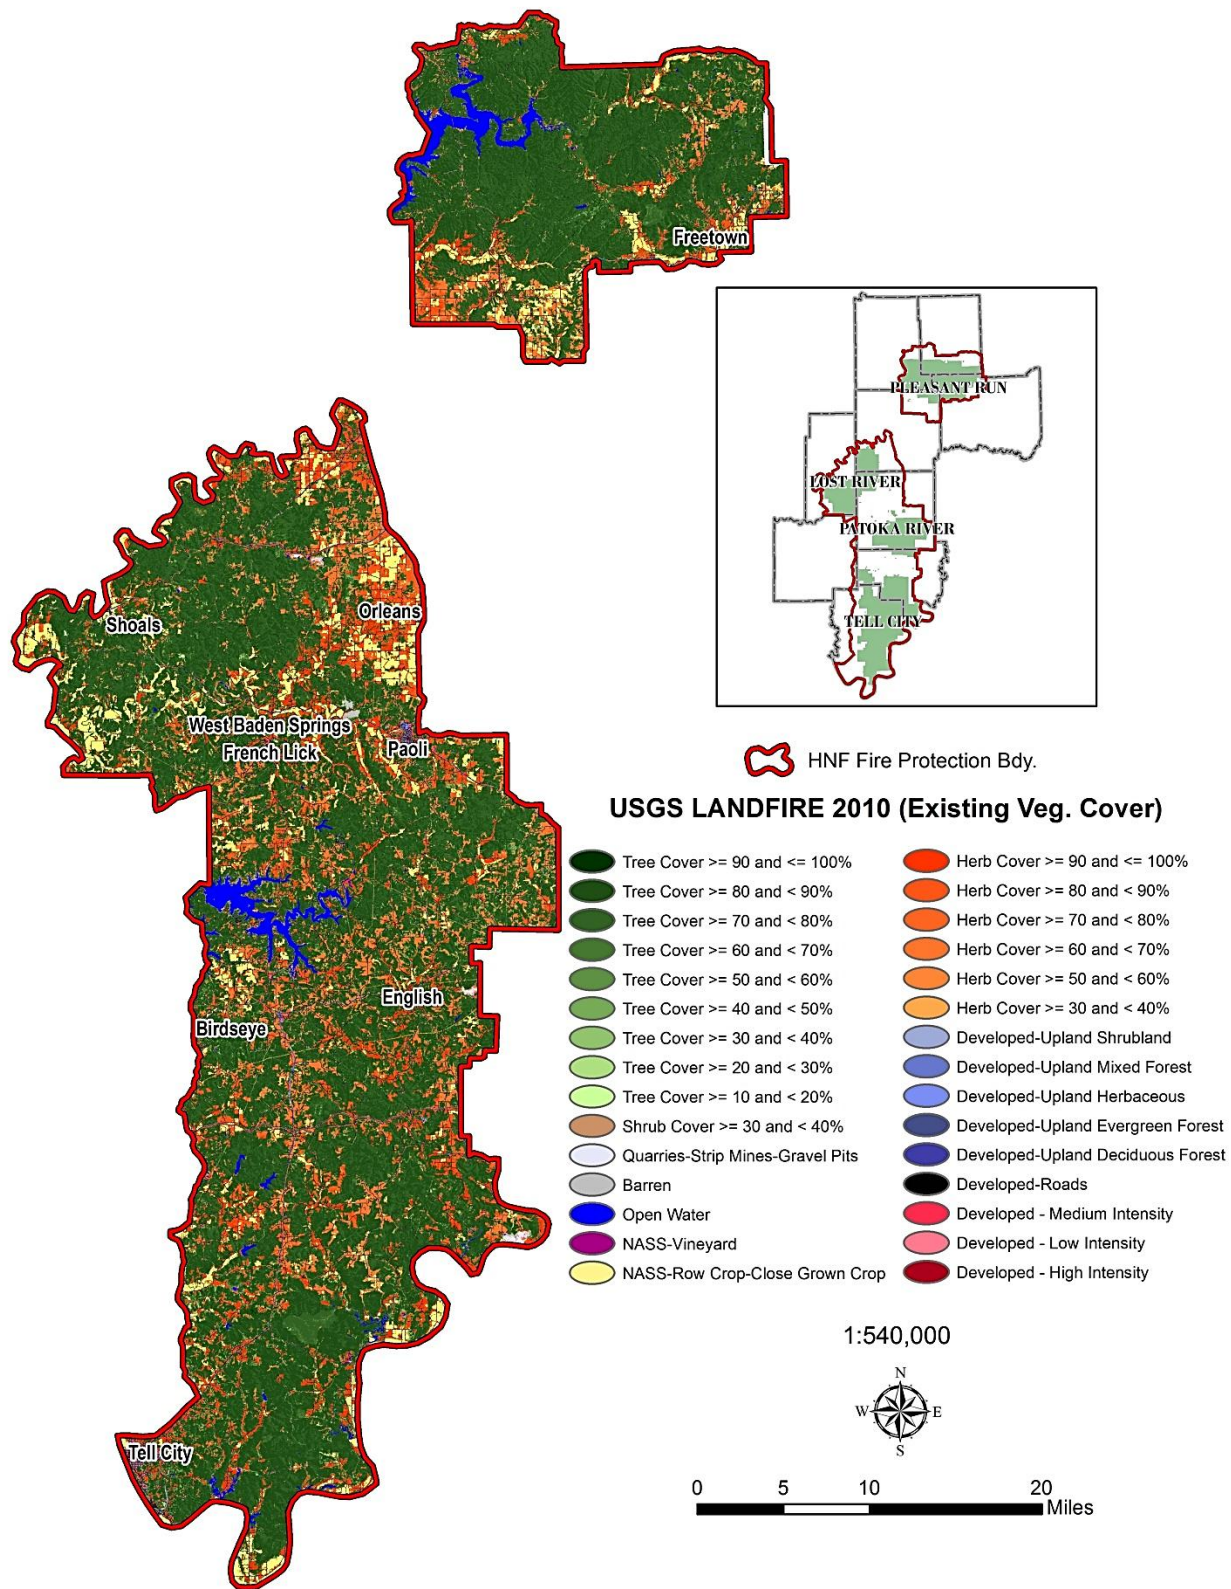 Freetown
PLEASANT RUN
LOST RIVER
PATOKA RIVER
TELL CITY
Shoals
Orleans
West Baden Springs
French Lick
Paoli
English
Birdseye
Tell City
HNF Fire Protection Bdy.
USGS LANDFIRE 2010 (Existing Veg. Cover)
Tree Cover >= 90 and <= 100%
Tree Cover >= 80 and < 90%
Tree Cover >= 70 and < 80%
Tree Cover >= 60 and < 70%
Tree Cover >= 50 and < 60%
Tree Cover >= 40 and < 50%
Tree Cover >= 30 and < 40%
Tree Cover >= 20 and < 30%
Tree Cover >= 10 and < 20%
Shrub Cover >= 30 and < 40%
Quarries-Strip Mines-Gravel Pits
Barren
Open Water
NASS-Vineyard
NASS-Row Crop-Close Grown Crop
Herb Cover >= 90 and <= 100%
Herb Cover >= 80 and < 90%
Herb Cover >= 70 and < 80%
Herb Cover >= 60 and < 70%
Herb Cover >= 50 and < 60%
Herb Cover >= 30 and < 40%
Developed-Upland Shrubland
Developed-Upland Mixed Forest
Developed-Upland Herbaceous
Developed-Upland Evergreen Forest
Developed-Upland Deciduous Forest
Developed-Roads
Developed - Medium Intensity
Developed - Low Intensity
Developed - High Intensity
1:540,000
N
W E
S
0 5 10 20
Miles